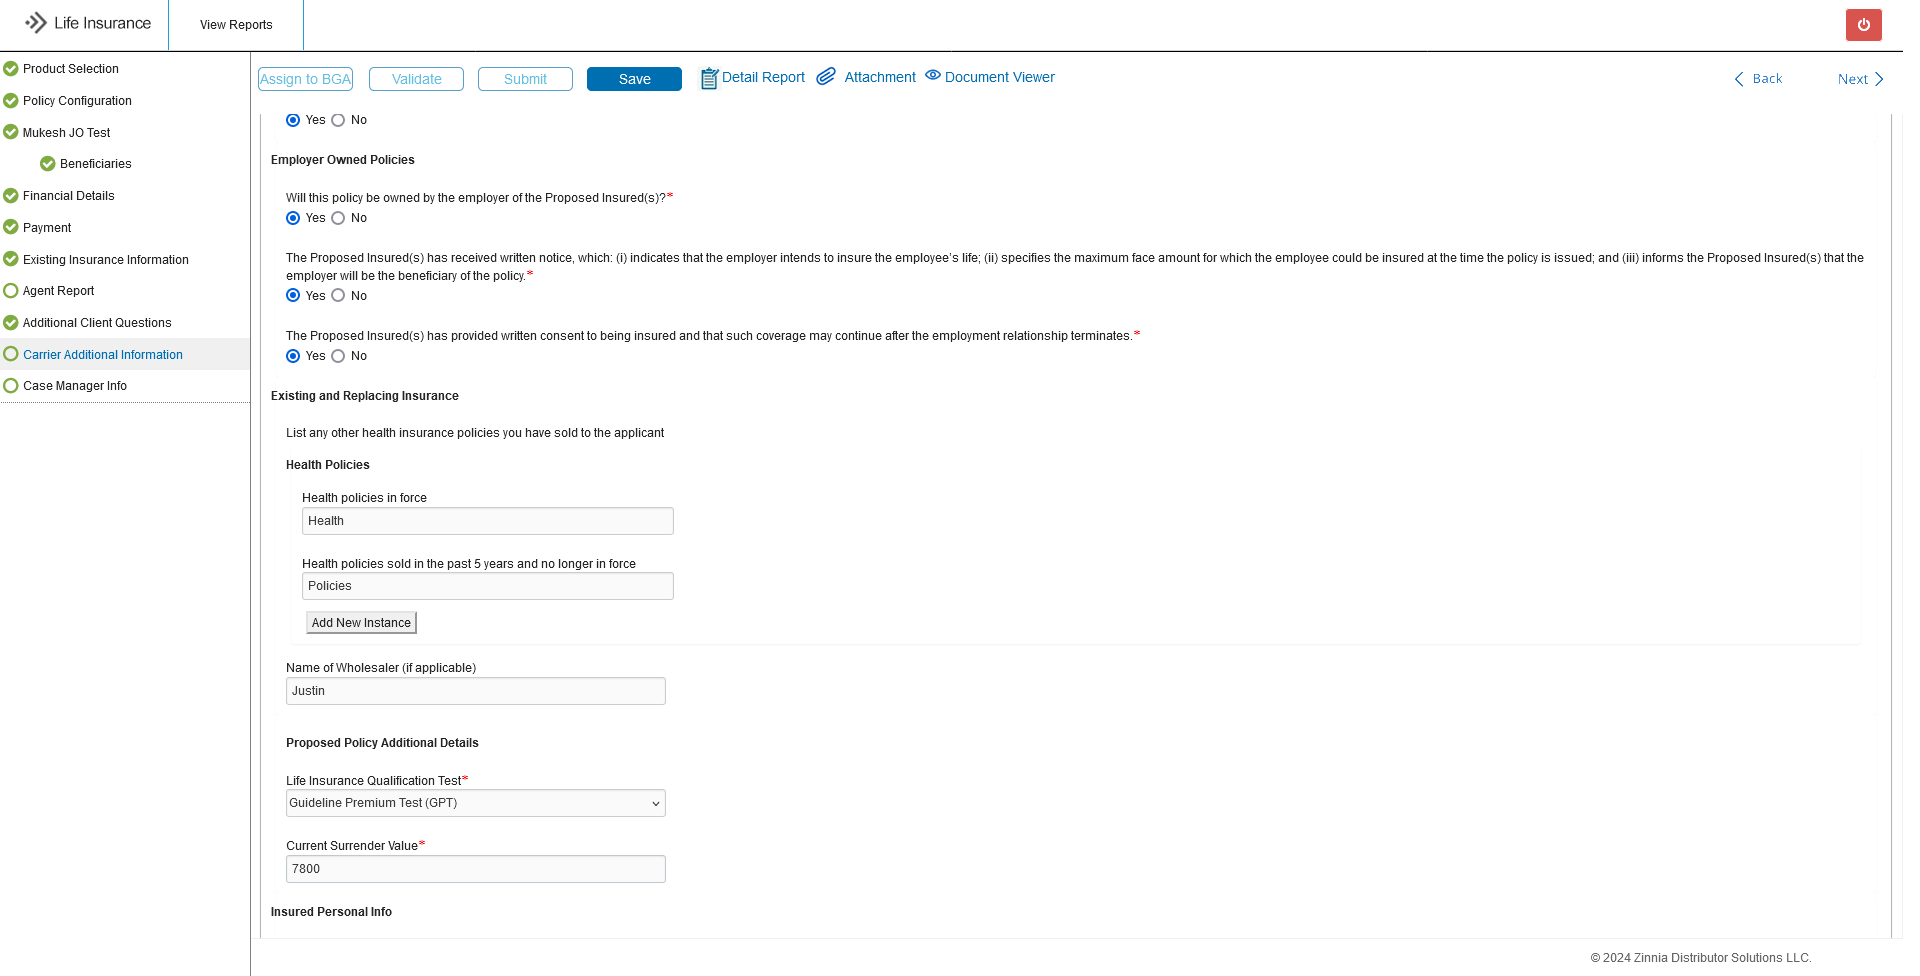 Life Insurance
View Reports
Product Selection
Policy Configuration
Mukesh JO Test
Beneficiaries
Financial Details
Payment
Existing Insurance Information
Agent Report
Additional Client Questions
Carrier Additional Information
Case Manager Info
Assign to BGA
Validate
Submit
Save
Detail Report
Attachment
Document Viewer
Back
Next
Yes No
Employer Owned Policies
Will this policy be owned by the employer of the Proposed Insured(s)?*
Yes No
The Proposed Insured(s) has received written notice, which: (i) indicates that the employer intends to insure the employee's life; (ii) specifies the maximum face amount for which the employee could be insured at the time the policy is issued; and (iii) informs the Proposed Insured(s) that the
employer will be the beneficiary of the policy.*
Yes No
The Proposed Insured(s) has provided written consent to being insured and that such coverage may continue after the employment relationship terminates.*
Yes No
Existing and Replacing Insurance
List any other health insurance policies you have sold to the applicant
Health Policies
Health policies in force
Health
Health policies sold in the past 5 years and no longer in force
Policies
Add New Instance
Name of Wholesaler (if applicable)
Justin
Proposed Policy Additional Details
Life Insurance Qualification Test*
Guideline Premium Test (GPT)
Current Surrender Value*
7800
Insured Personal Info
© 2024 Zinnia Distributor Solutions LLC.